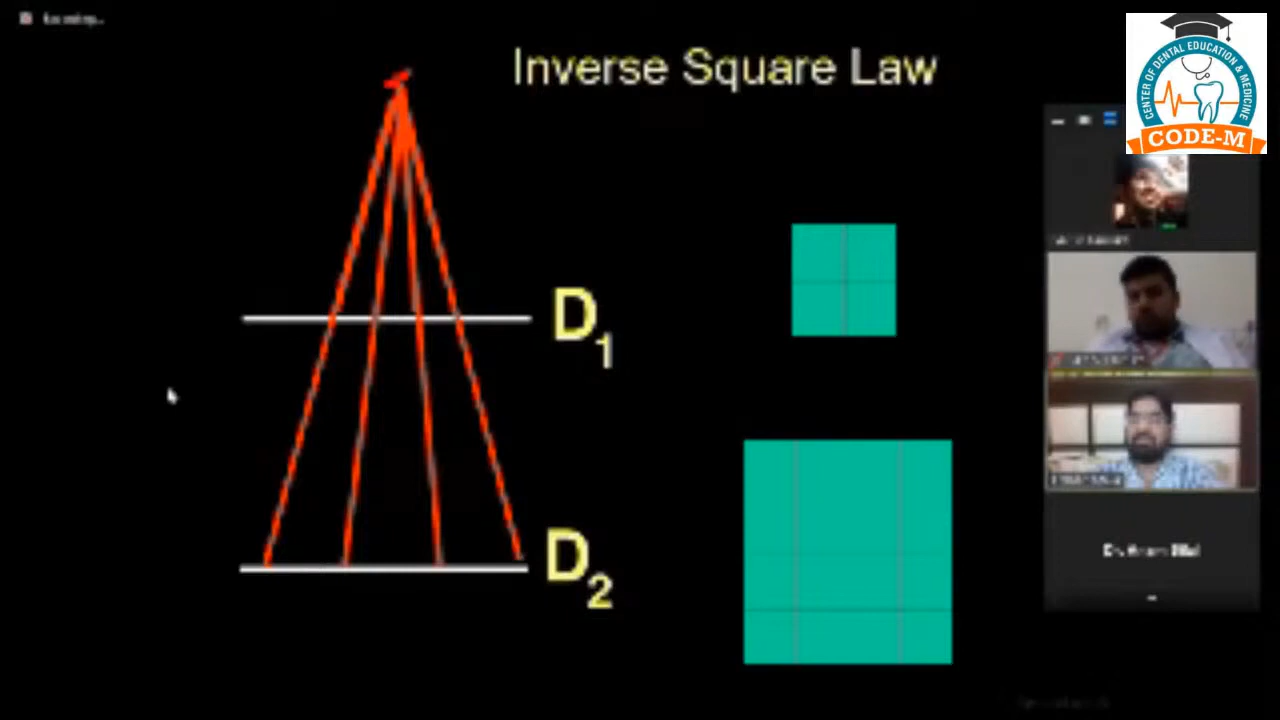 Inverse Square Law
CENTER OF DENTAL EDUCATION & MEDICINE
CODE-M
D1
D2